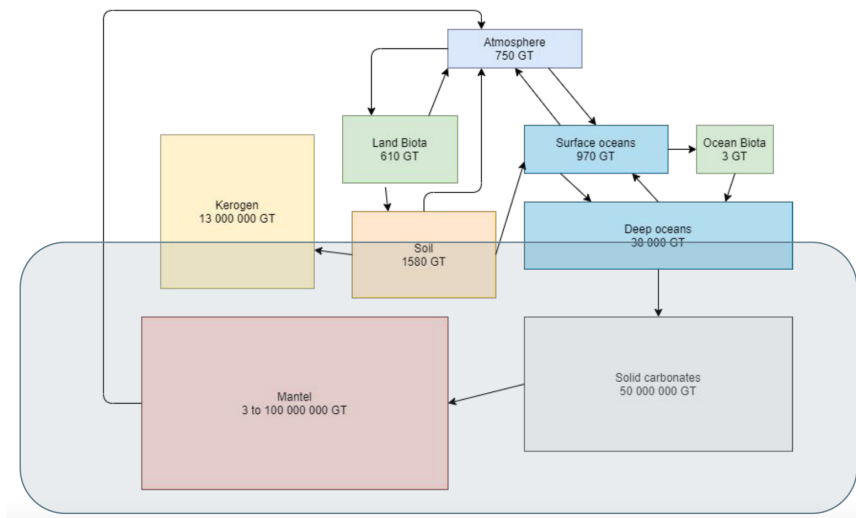 Atmosphere
750 GT
Land Biota
610 GT
Surface oceans
970 GT
Ocean Biota
3 GT
Kerogen
13 000 000 GT
Soil
1580 GT
Deep oceans
38 000 GT
Mantel
3 to 100 000 000 GT
Solid carbonates
50 000 000 GT